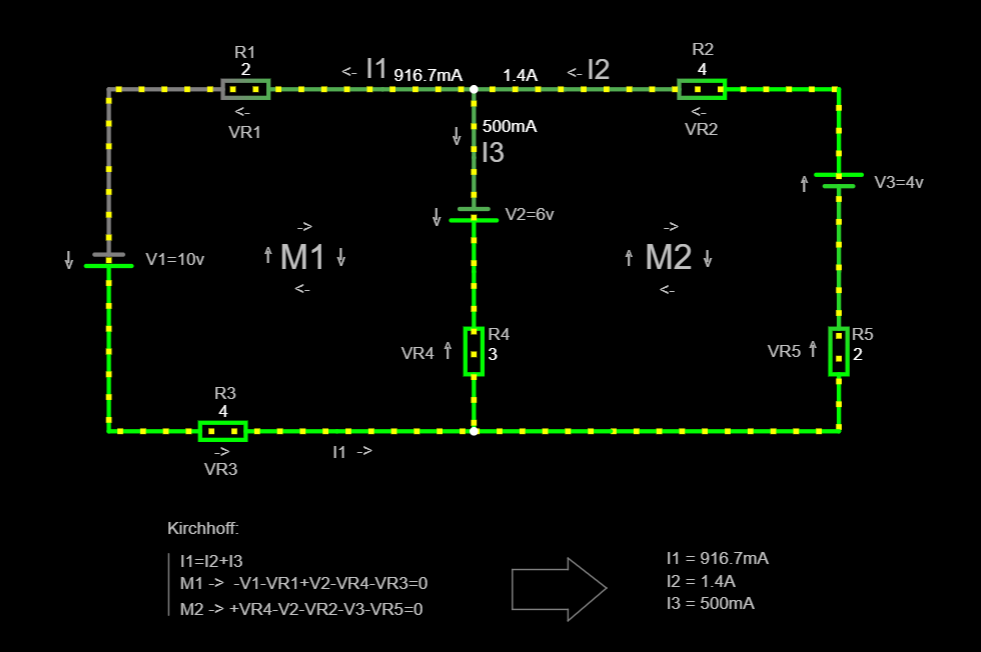 R1
2
<- I1 916.7mA
1.4A <- I2
R2
4
<-
VR1
<-
VR2
500mA
I3
V3=4v
V2=6v
V1=10v
->
M1
<-
->
M2
<-
VR4
R4
3
VR5
R5
2
R3
4
->
VR3
I1 ->
Kirchhoff:
I1=I2+I3
M1 -> -V1-VR1+V2-VR4-VR3=0
M2 -> +VR4-V2-VR2-V3-VR5=0
I1 = 916.7mA
I2 = 1.4A
I3 = 500mA